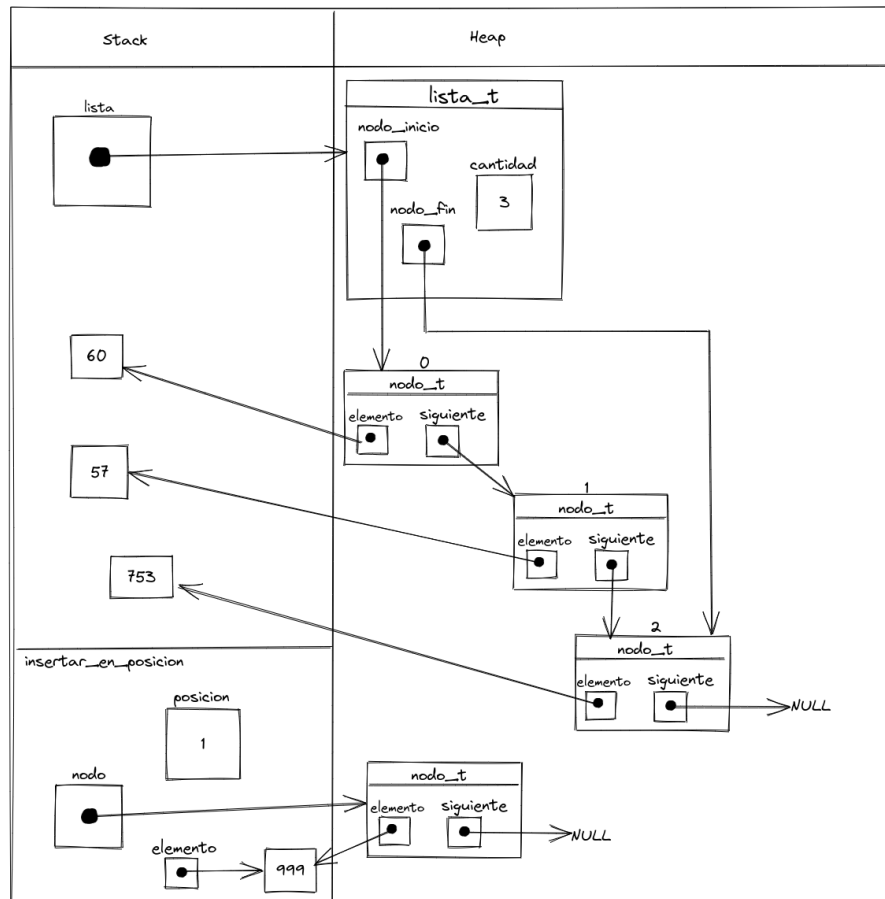 Stack
Heap
lista
lista_t
nodo_inicio
cantidad
3
nodo_fin
60
0
nodo_t
elemento siguiente
57
1
nodo_t
elemento siguiente
753
2
nodo_t
elemento siguiente
NULL
insertar_en_posicion
posicion
1
nodo
nodo_t
elemento siguiente
NULL
elemento
999